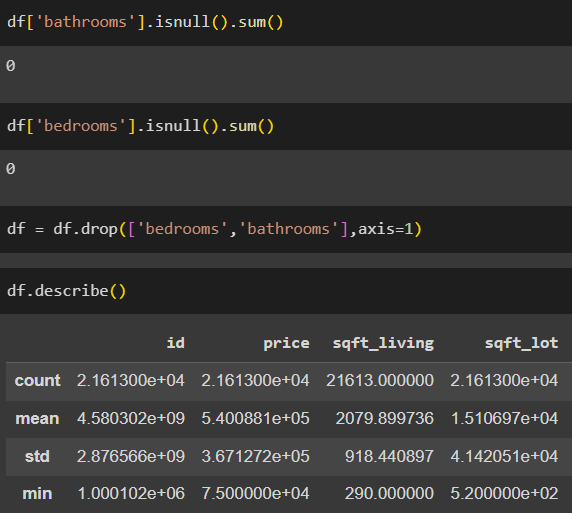 df['bathrooms'].isnull().sum()
0
df['bedrooms'].isnull().sum()
0
df = df.drop(['bedrooms','bathrooms'],axis=1)
df.describe()
id price sqft_living sqft_lot
count 2.161300e+04 2.161300e+04 21613.000000 2.161300e+04
mean 4.580302e+09 5.400881e+05 2079.899736 1.510697e+04
std 2.876566e+09 3.671272e+05 918.440897 4.142051e+04
min 1.000102e+06 7.500000e+04 290.000000 5.200000e+02